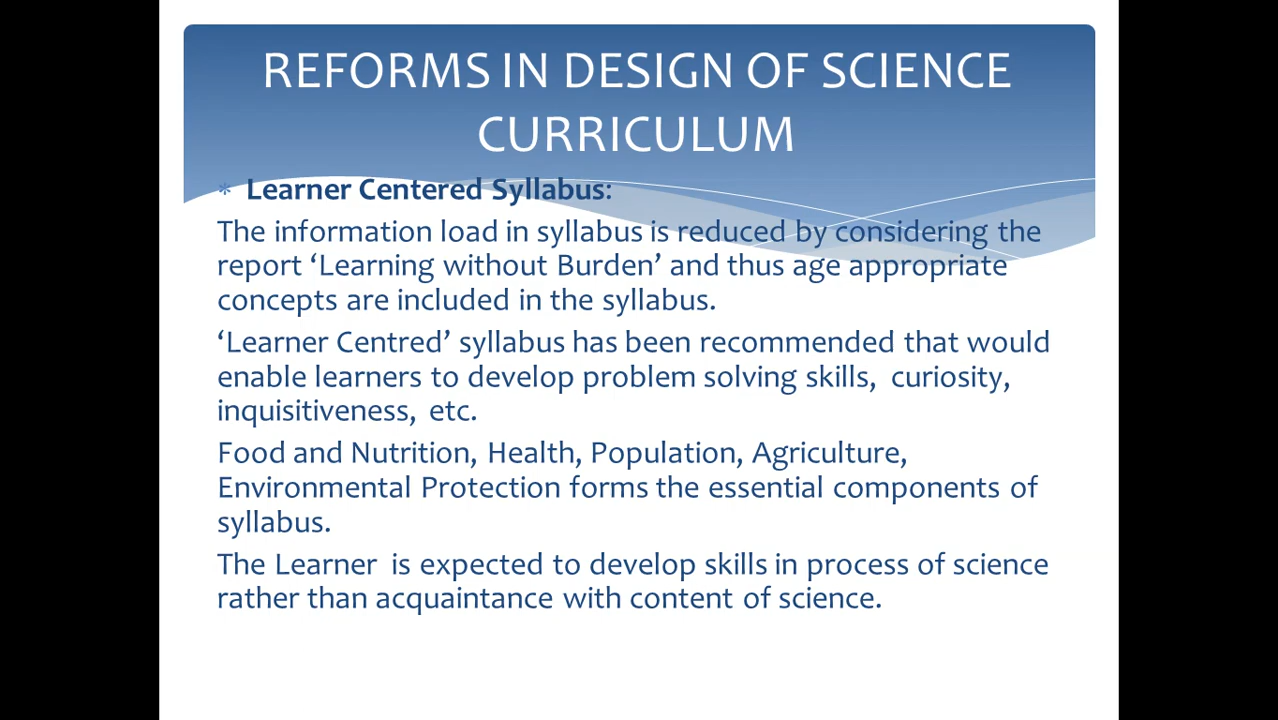 REFORMS IN DESIGN OF SCIENCE
CURRICULUM
* Learner Centered Syllabus:
The information load in syllabus is reduced by considering the
report ‘Learning without Burden’ and thus age appropriate
concepts are included in the syllabus.
‘Learner Centred’ syllabus has been recommended that would
enable learners to develop problem solving skills, curiosity,
inquisitiveness, etc.
Food and Nutrition, Health, Population, Agriculture,
Environmental Protection forms the essential components of
syllabus.
The Learner is expected to develop skills in process of science
rather than acquaintance with content of science.